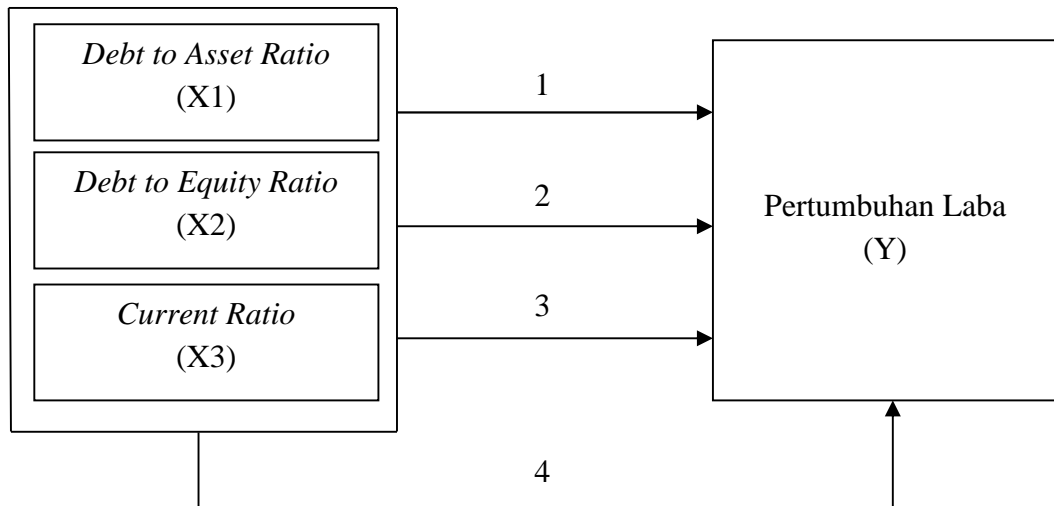 Debt to Asset Ratio
(X1)
1
Debt to Equity Ratio
(X2)
2
Pertumbuhan Laba
(Y)
Current Ratio
(X3)
3
4